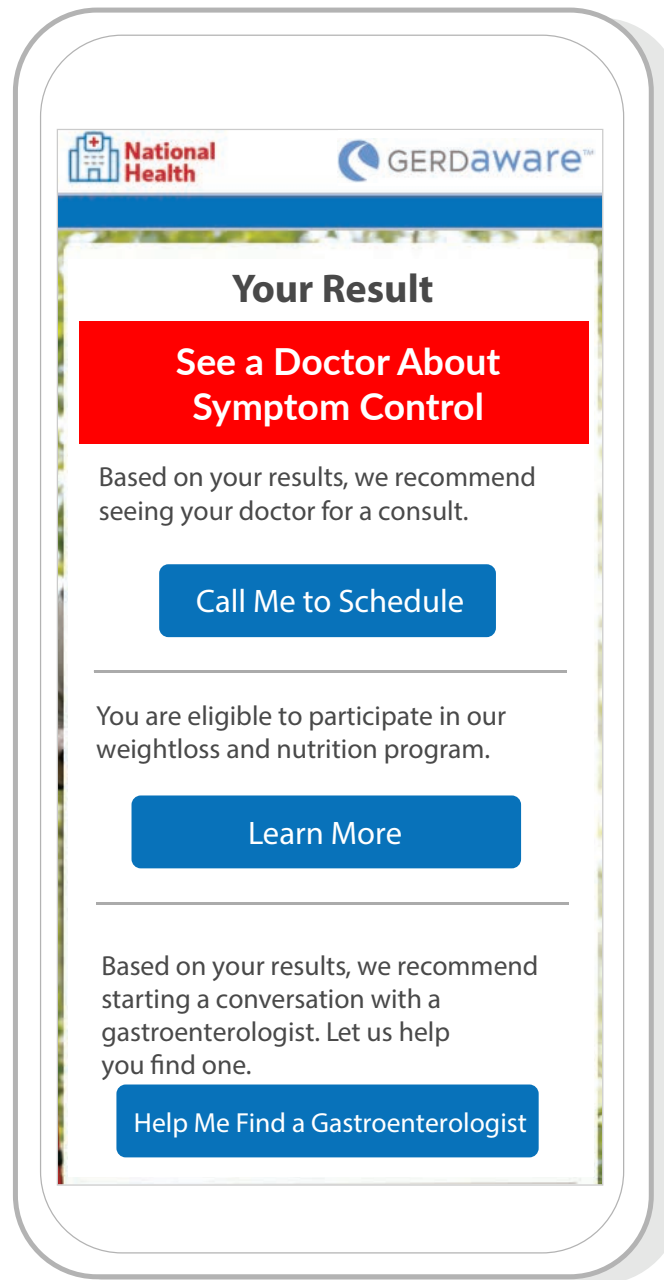 National
Health
GERDaware™
Your Result
See a Doctor About
Symptom Control
Based on your results, we recommend
seeing your doctor for a consult.
Call Me to Schedule
You are eligible to participate in our
weightloss and nutrition program.
Learn More
Based on your results, we recommend
starting a conversation with a
gastroenterologist. Let us help
you find one.
Help Me Find a Gastroenterologist